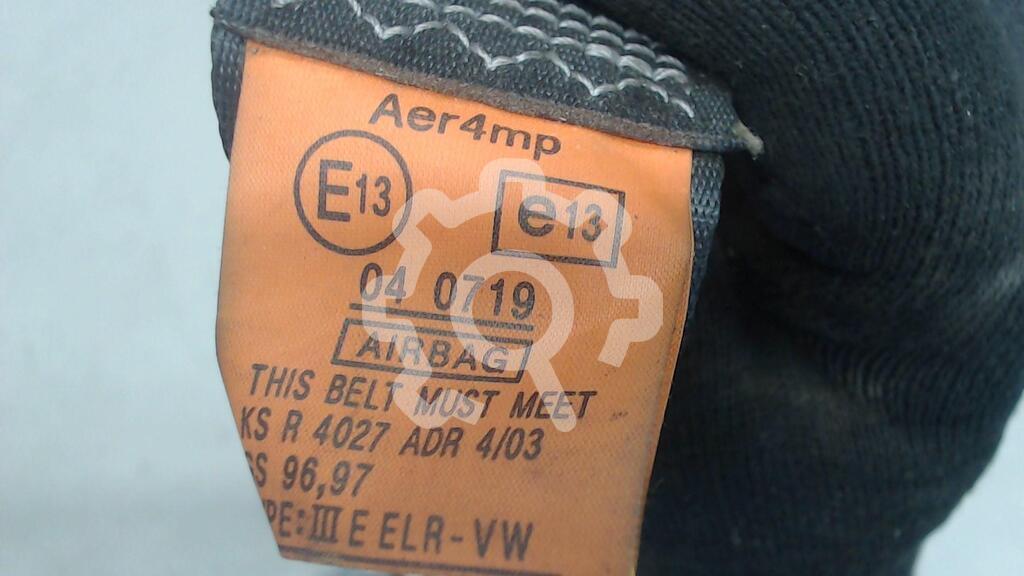 Aer4mp
E13 e13
04 0719
AIRBAG
THIS BELT MUST MEET
KS R 4027 ADR 4/03
96,97
III E ELR-VW